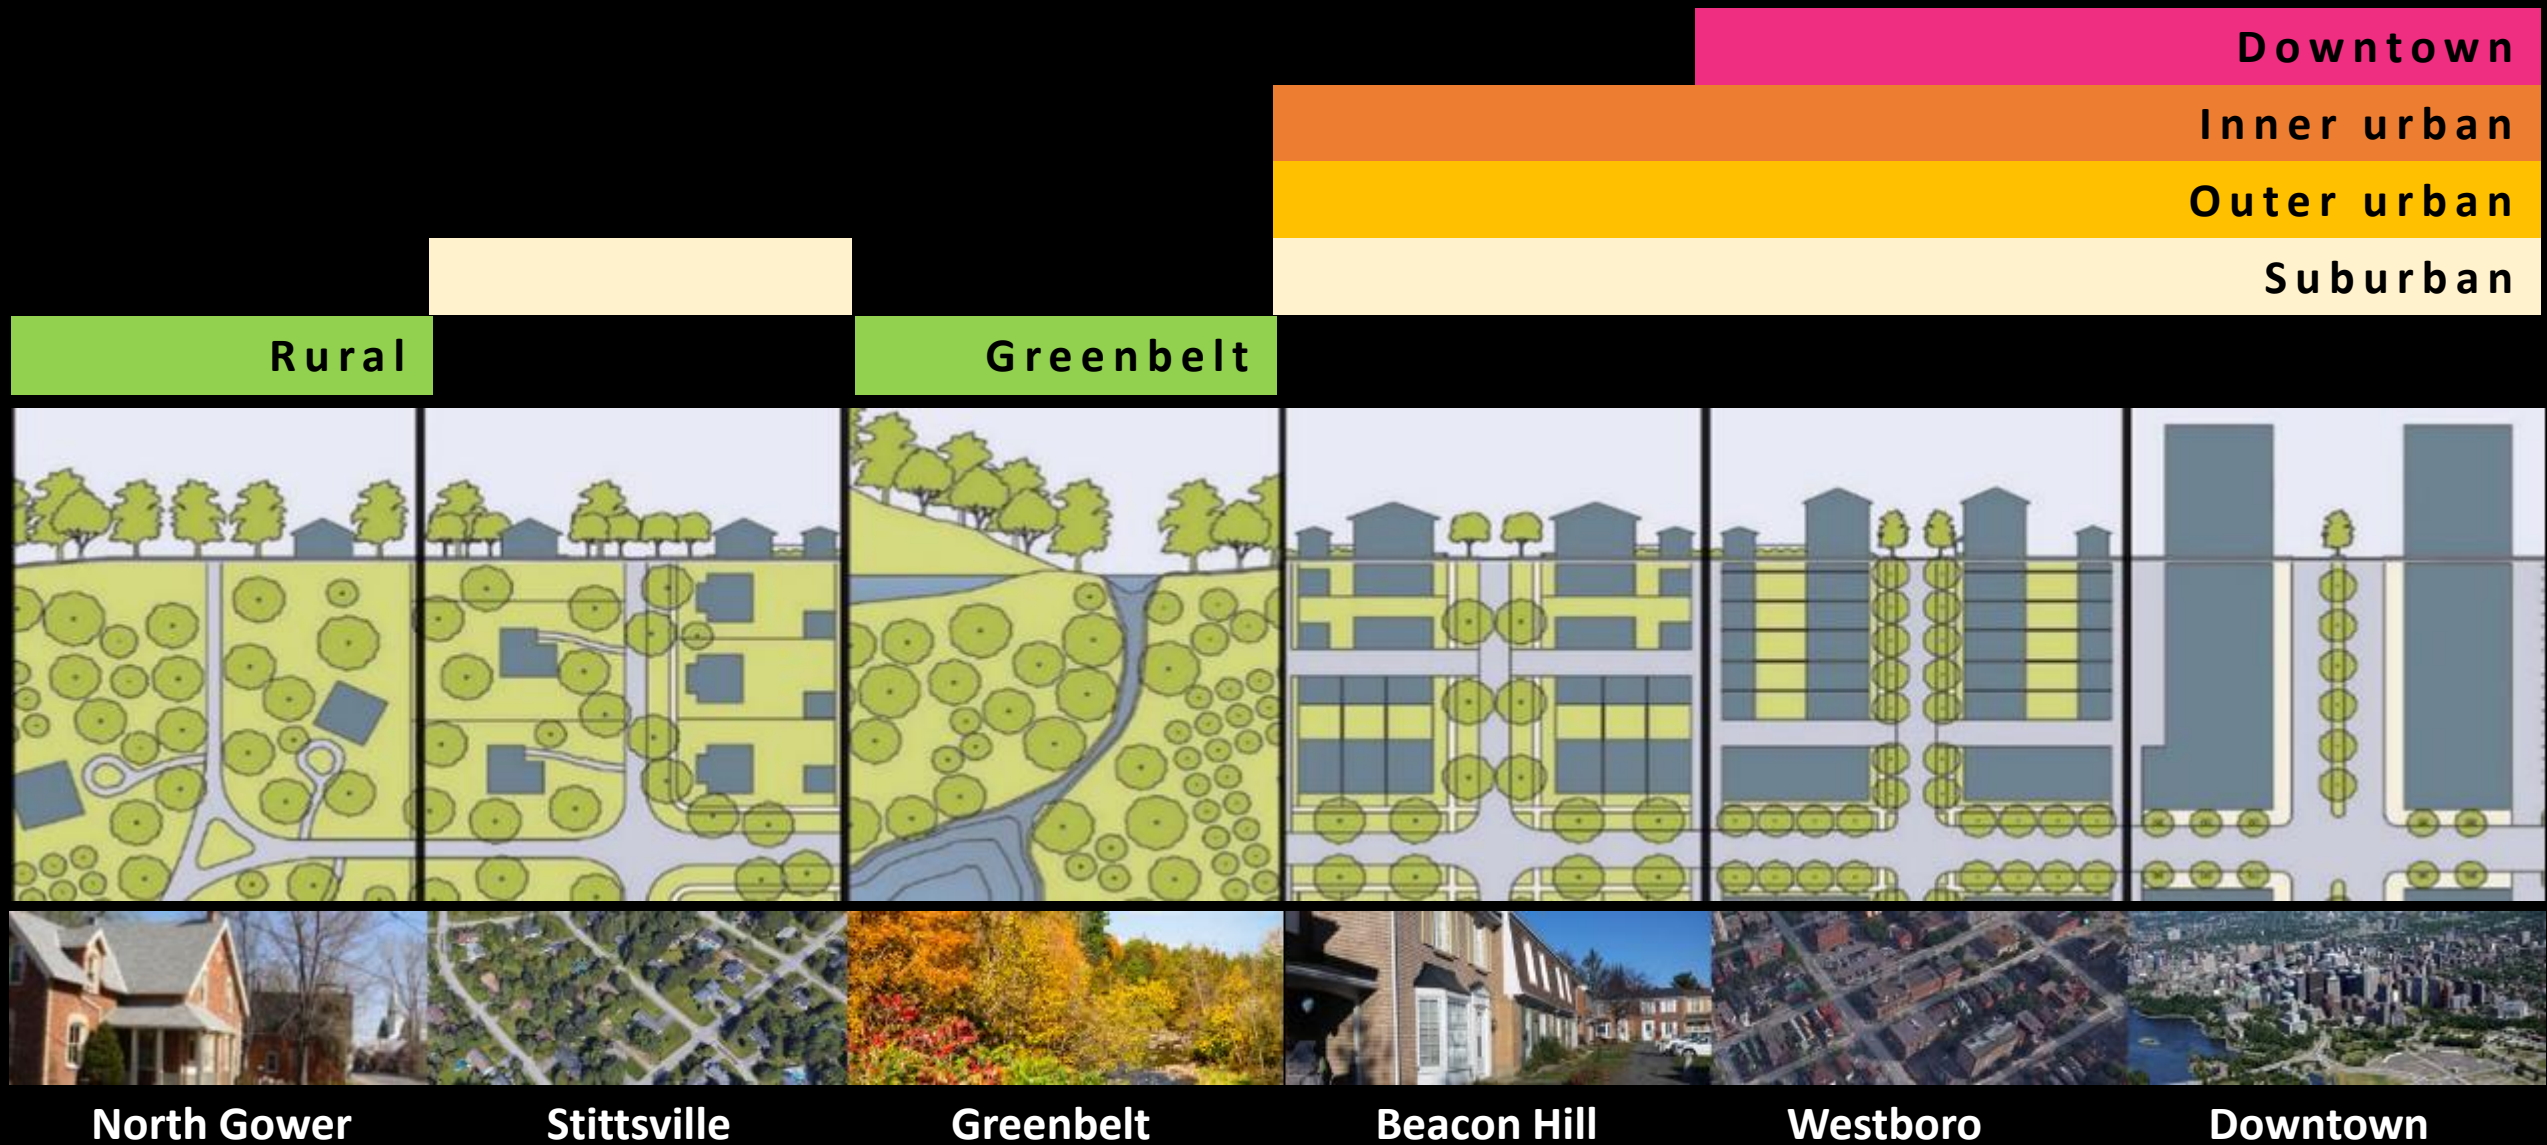 Downtown
Inner urban
Outer urban
Suburban
Rural
Greenbelt
North Gower
Stittsville
Greenbelt
Beacon Hill
Westboro
Downtown